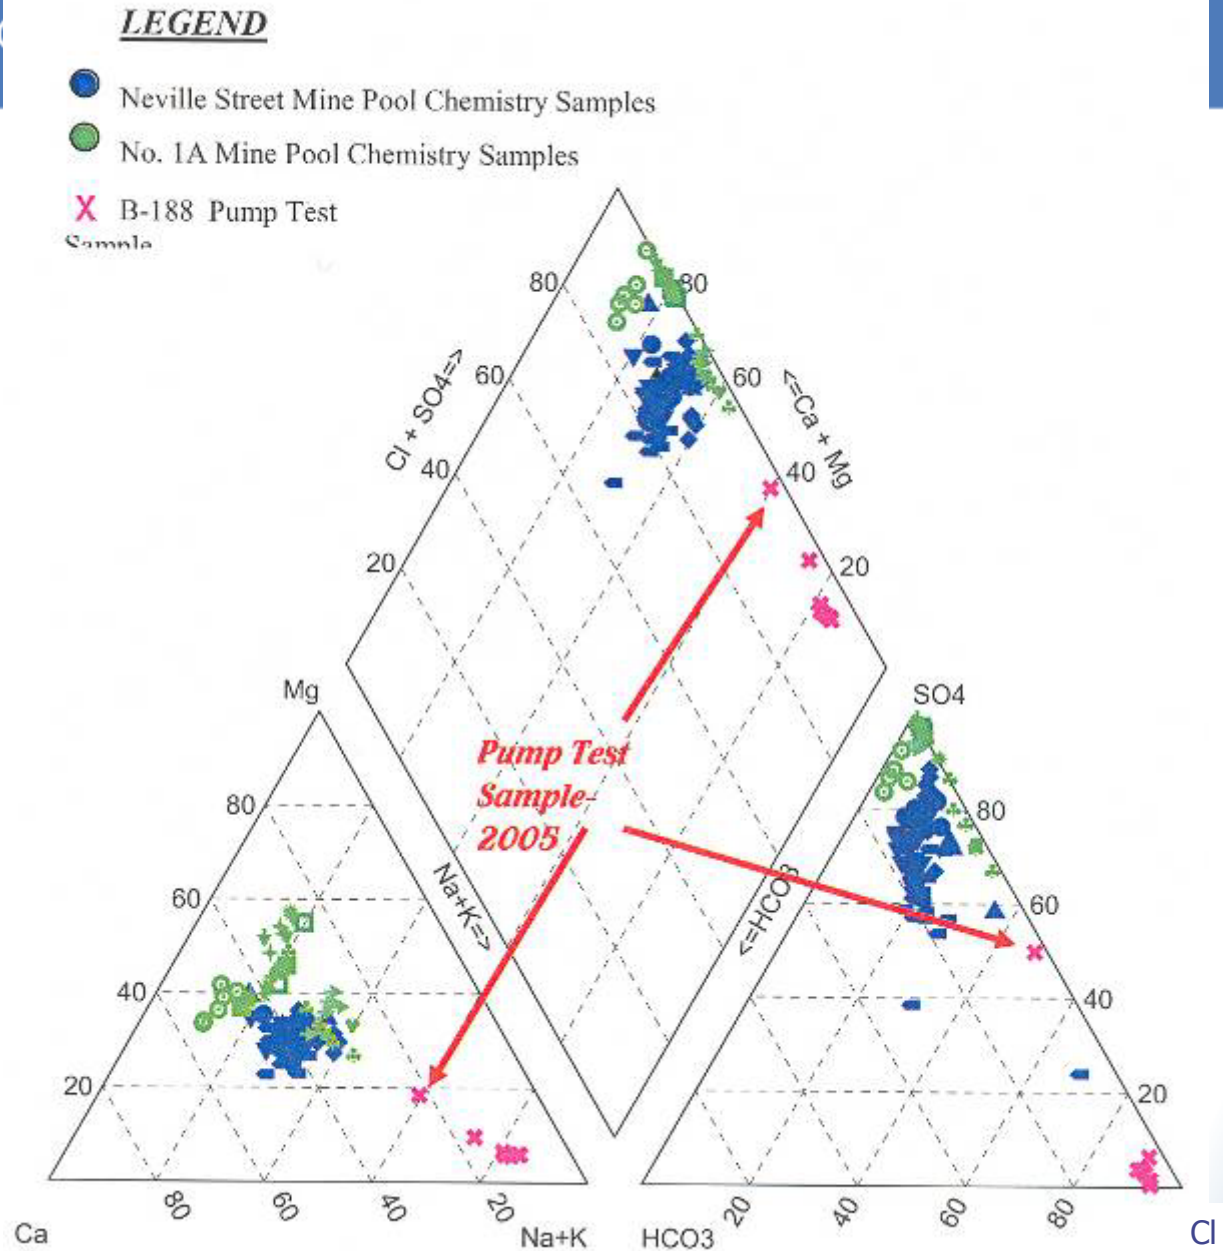 LEGEND
Neville Street Mine Pool Chemistry Samples
No. 1A Mine Pool Chemistry Samples
X B-188 Pump Test
Sample
80 80
Cl + SO4=> 60 60 <=Ca + Mg
40 40
20 20
Mg SO4
Pump Test
Sample-
2005
80 80
Na+K=> <=HCO3
60 60
40 40
20 20
80 60 40 20 20 40 60 80
Ca Na+K HCO3 Cl